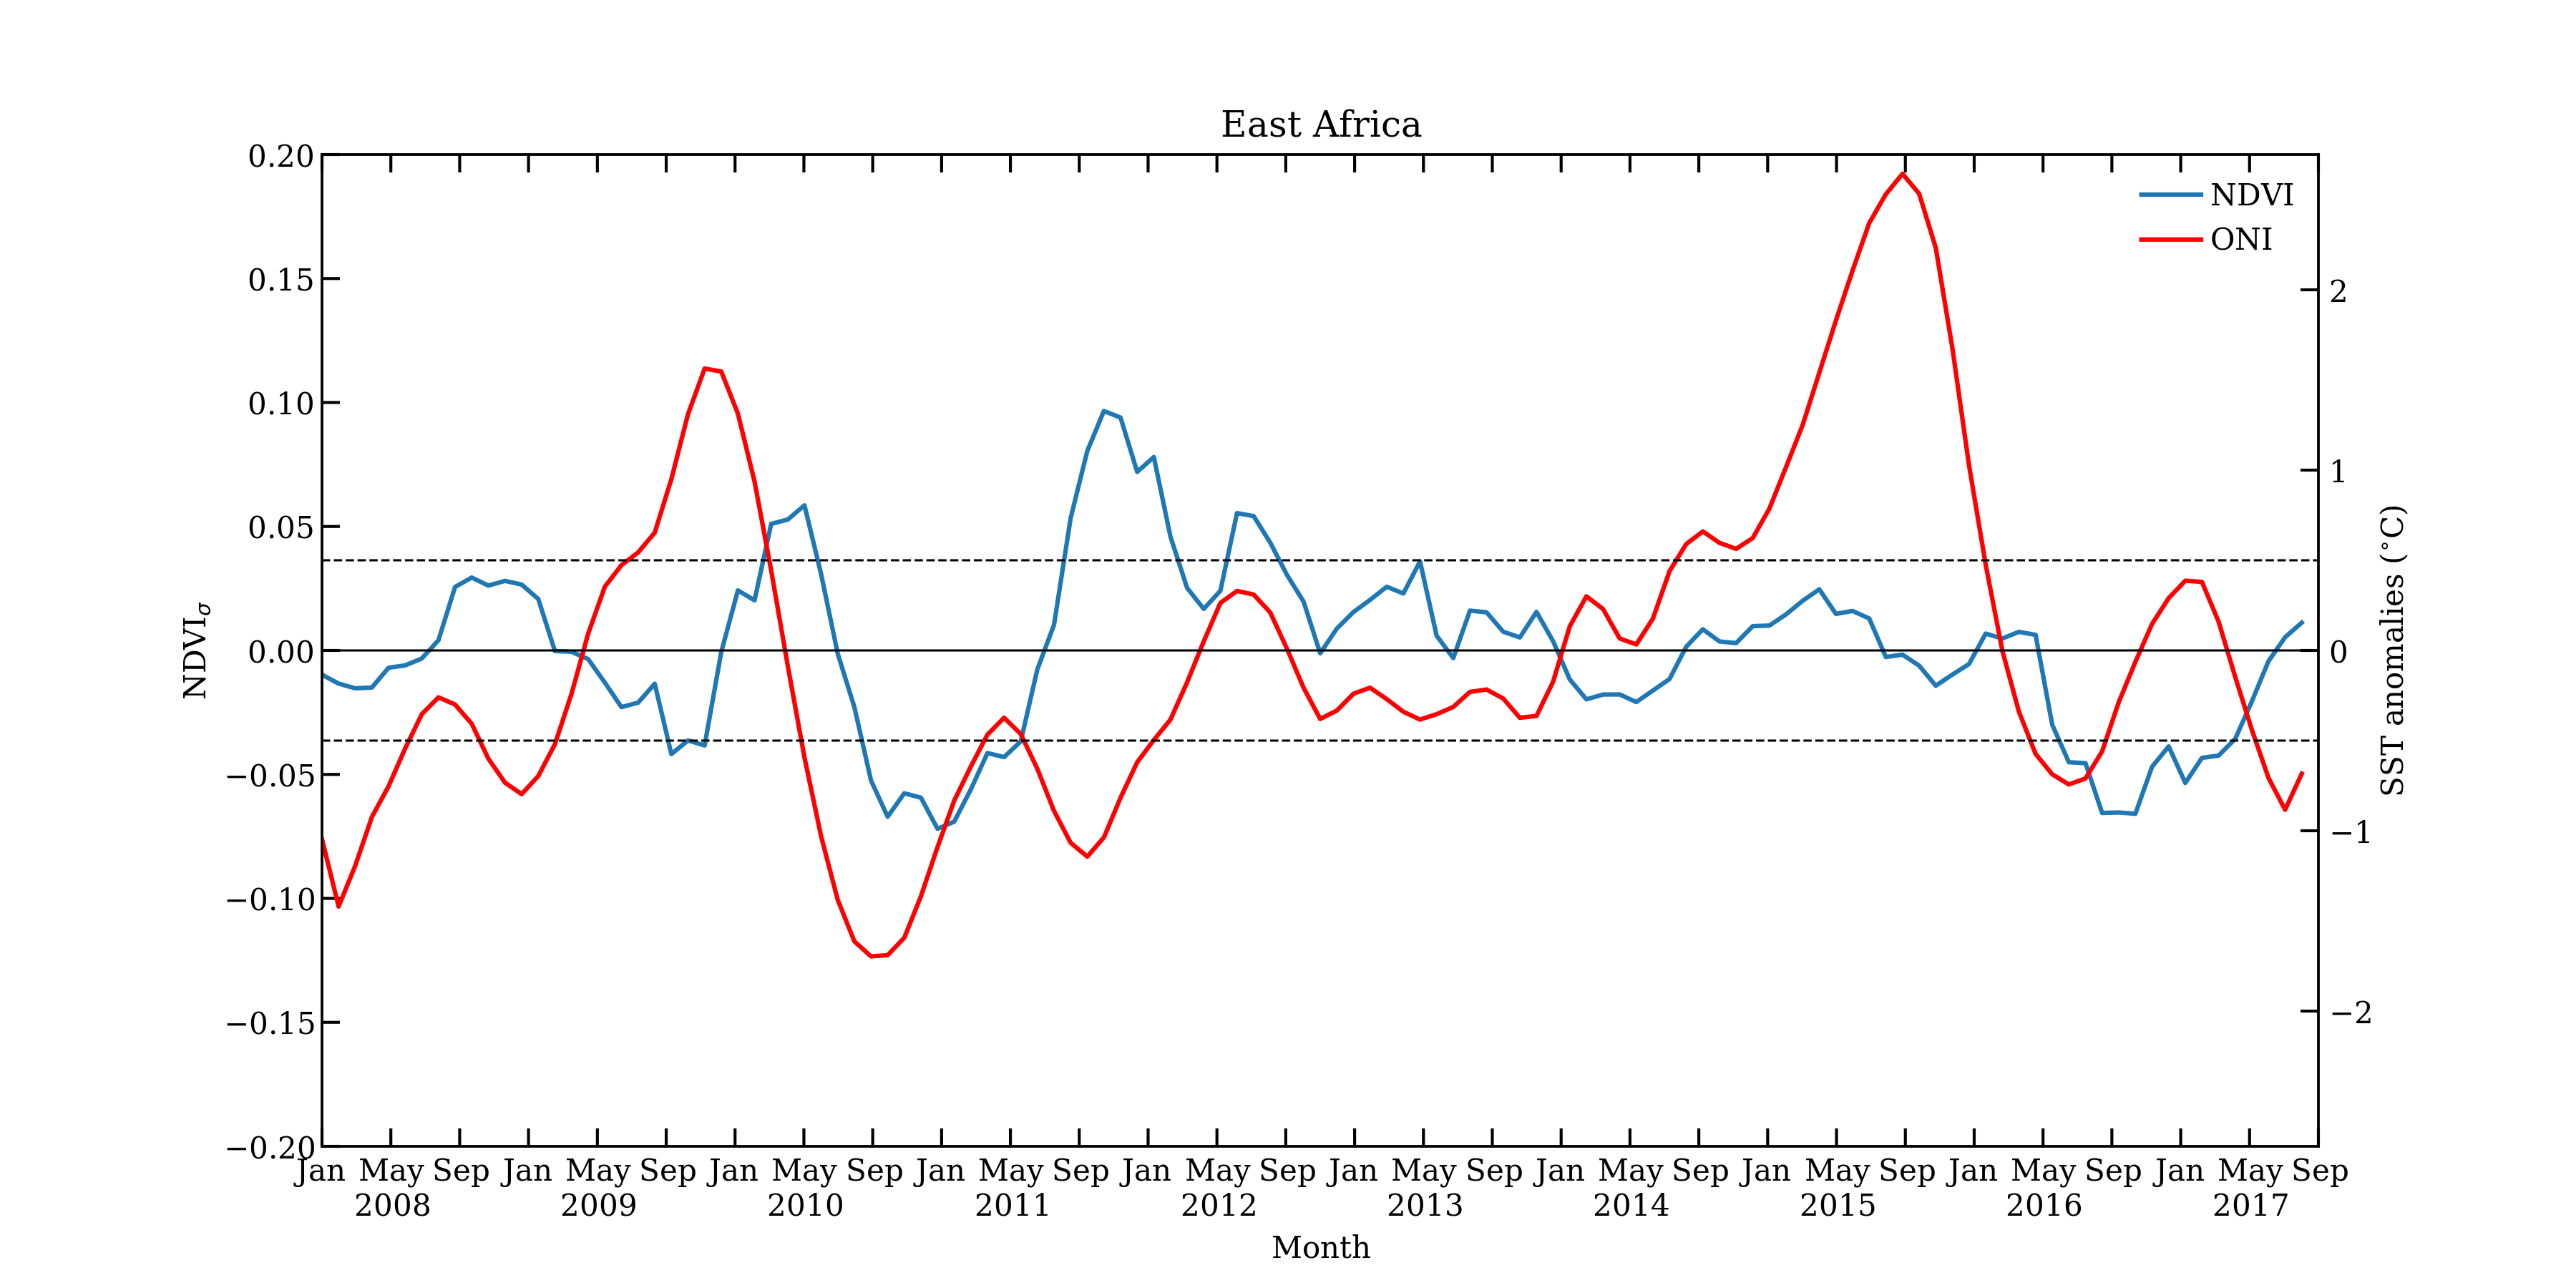 East Africa
NDVI
ONI
0.20
0.15
0.10
0.05
0.00
−0.05
−0.10
−0.15
−0.20
NDVIσ
2
1
0
−1
−2
SST anomalies (°C)
Jan May Sep Jan May Sep Jan May Sep Jan May Sep Jan May Sep Jan May Sep Jan May Sep Jan May Sep Jan May Sep Jan May Sep
2008 2009 2010 2011 2012 2013 2014 2015 2016 2017
Month